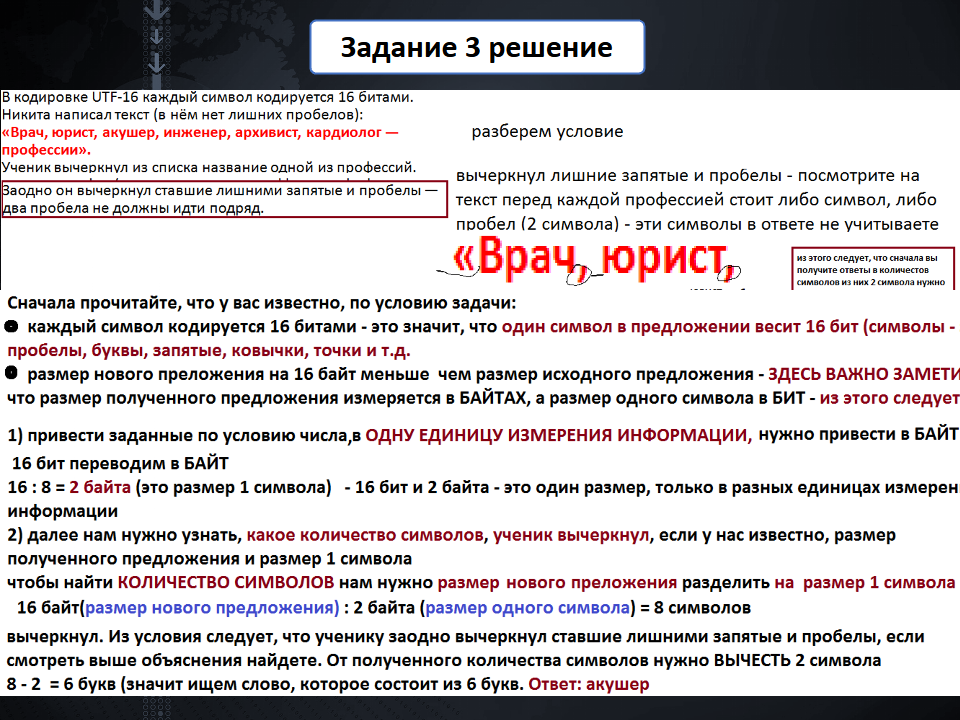 Задание 3 решение
В кодировке UTF-16 каждый символ кодируется 16 битами.
Никита написал текст (в нём нет лишних пробелов):
«Врач, юрист, акушер, инженер, архивист, кардиолог —
профессии».
Ученик вычеркнул из списка название одной из профессий.
Заодно он вычеркнул ставшие лишними запятые и пробелы —
два пробела не должны идти подряд.
разберем условие
вычеркнул лишние запятые и пробелы - посмотрите на
текст перед каждой профессией стоит либо символ, либо
пробел (2 символа) - эти символы в ответе не учитываете
«Врач, юрист,
из этого следует, что сначала вы
получите ответы в количестов
символов из них 2 символа нужно
Сначала прочитайте, что у вас известно, по условию задачи:
каждый символ кодируется 16 битами - это значит, что один символ в предложении весит 16 бит (символы -
пробелы, буквы, запятые, ковычки, точки и т.д.
размер нового преложения на 16 байт меньше чем размер исходного предложения - ЗДЕСЬ ВАЖНО ЗАМЕТИ
что размер полученного предложения измеряется в БАЙТАХ, а размер одного символа в БИТ - из этого следует
1) привести заданные по условию числа,в ОДНУ ЕДИНИЦУ ИЗМЕРЕНИЯ ИНФОРМАЦИИ, нужно привести в БАЙТ
16 бит переводим в БАЙТ
16 : 8 = 2 байта (это размер 1 символа) - 16 бит и 2 байта - это один размер, только в разных единицах измерен
информации
2) далее нам нужно узнать, какое количество символов, ученик вычеркнул, если у нас известно, размер
полученного предложения и размер 1 символа
чтобы найти КОЛИЧЕСТВО СИМВОЛОВ нам нужно размер нового преложения разделить на размер 1 символа
16 байт(размер нового предложения) : 2 байта (размер одного символа) = 8 символов
вычеркнул. Из условия следует, что ученику заодно вычеркнул ставшие лишними запятые и пробелы, если
смотреть выше объяснения найдете. От полученного количества символов нужно ВЫЧЕСТЬ 2 символа
8 - 2 = 6 букв (значит ищем слово, которое состоит из 6 букв. Ответ: акушер